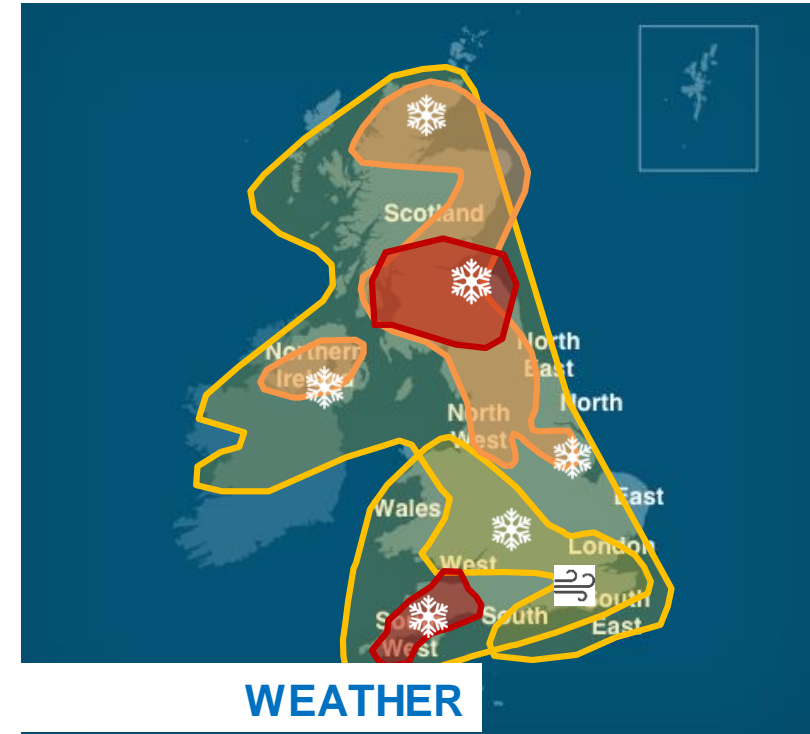 Scotland
Northern
Ireland
North
East
North
West
North
East
Wales
London
West
South
South
East
South
West
WEATHER